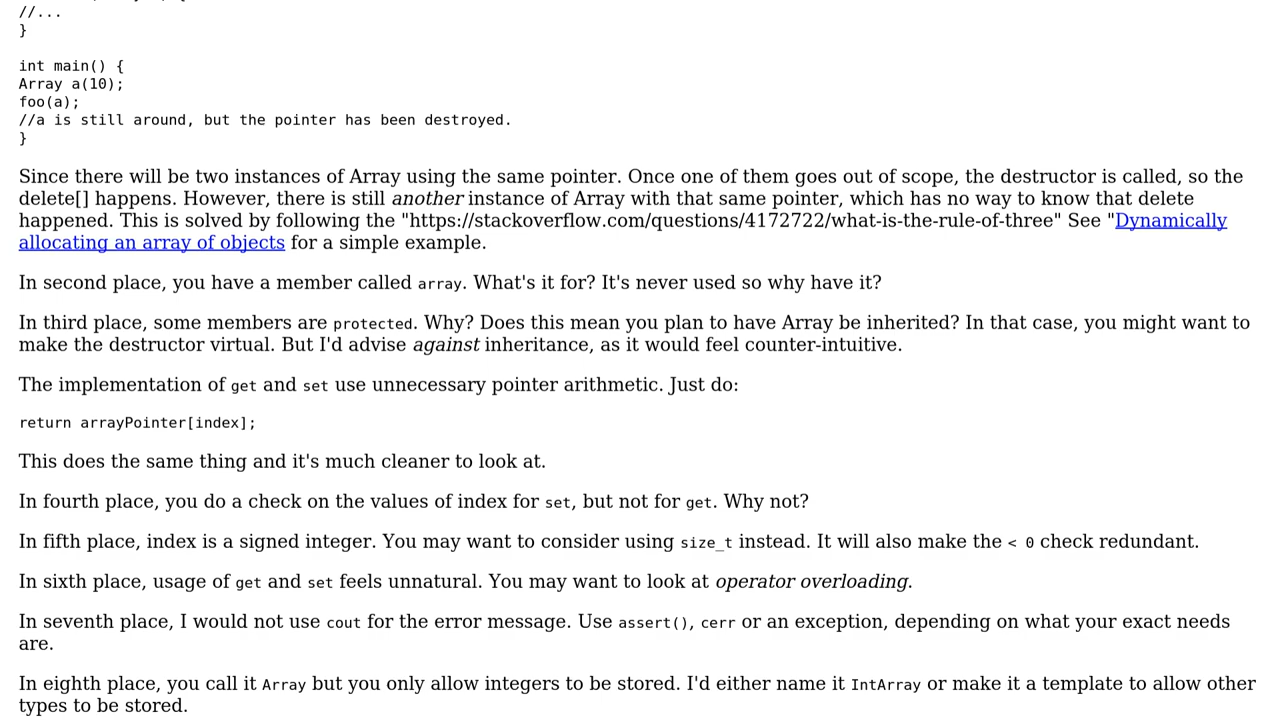 //...
}
int main() {
Array a(10);
foo(a);
//a is still around, but the pointer has been destroyed.
}
Since there will be two instances of Array using the same pointer. Once one of them goes out of scope, the destructor is called, so the
delete[] happens. However, there is still another instance of Array with that same pointer, which has no way to know that delete
happened. This is solved by following the "https://stackoverflow.com/questions/4172722/what-is-the-rule-of-three" See "Dynamically
allocating an array of objects for a simple example.
In second place, you have a member called array. What's it for? It's never used so why have it?
In third place, some members are protected. Why? Does this mean you plan to have Array be inherited? In that case, you might want to
make the destructor virtual. But I'd advise against inheritance, as it would feel counter-intuitive.
The implementation of get and set use unnecessary pointer arithmetic. Just do:
return arrayPointer[index];
This does the same thing and it's much cleaner to look at.
In fourth place, you do a check on the values of index for set, but not for get. Why not?
In fifth place, index is a signed integer. You may want to consider using size_t instead. It will also make the < 0 check redundant.
In sixth place, usage of get and set feels unnatural. You may want to look at operator overloading.
In seventh place, I would not use cout for the error message. Use assert(), cerr or an exception, depending on what your exact needs
are.
In eighth place, you call it Array but you only allow integers to be stored. I'd either name it IntArray or make it a template to allow other
types to be stored.